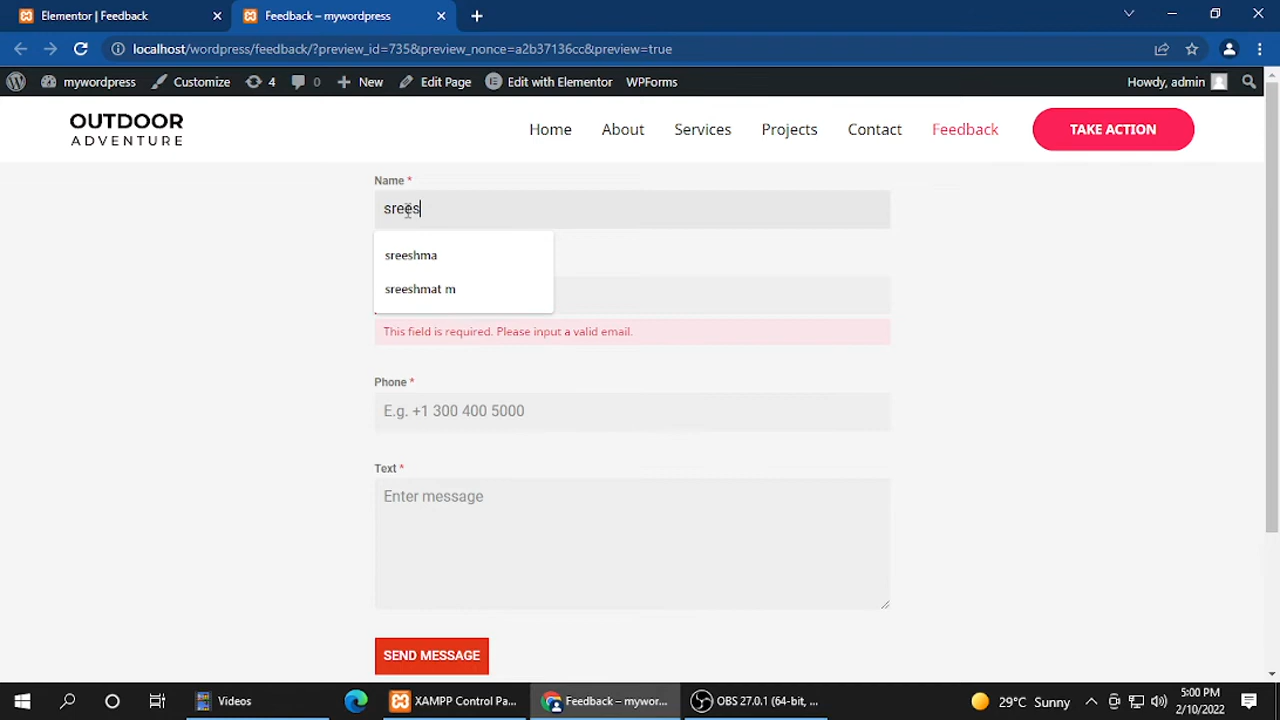 Elementor | Feedback
Feedback – mywordpress
localhost/wordpress/feedback/?preview_id=735&preview_nonce=a2b37136cc&preview=true
mywordpress Customize 4 0 New Edit Page Edit with Elementor WPForms Howdy, admin
OUTDOOR
ADVENTURE
Home About Services Projects Contact Feedback TAKE ACTION
Name *
srees
sreeshma
sreeshmat m
This field is required. Please input a valid email.
Phone *
E.g. +1 300 400 5000
Text *
Enter message
SEND MESSAGE
Videos XAMPP Control Pa... Feedback – mywor... OBS 27.0.1 (64-bit, ... 29°C Sunny 5:00 PM
2/10/2022